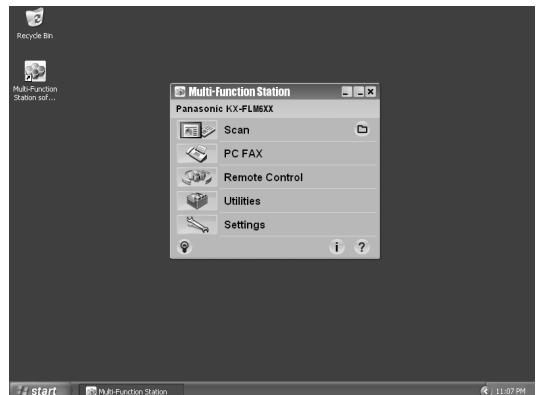 Recycle Bin
Multi-Function
Station sof...
Multi-Function Station
Panasonic KX-FLM6XX
Scan
PC FAX
Remote Control
Utilities
Settings
i ?
start
Multi-Function Station
11:07 PM